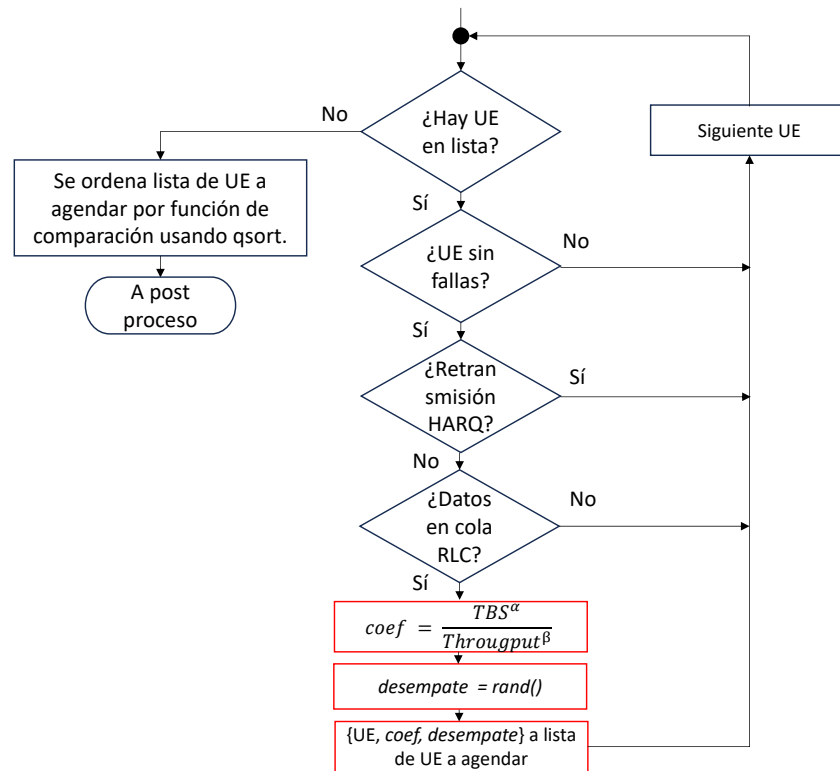 No
¿Hay UE
en lista?
Siguiente UE
Se ordena lista de UE a
agendar por función de
comparación usando qsort.
Sí
A post
proceso
¿UE sin
fallas?
No
Sí
¿Retran
smisión
HARQ?
Sí
No
¿Datos
en cola
RLC?
No
Sí
coef = TBS^α / Througput^β
desempate = rand()
{UE, coef, desempate} a lista
de UE a agendar